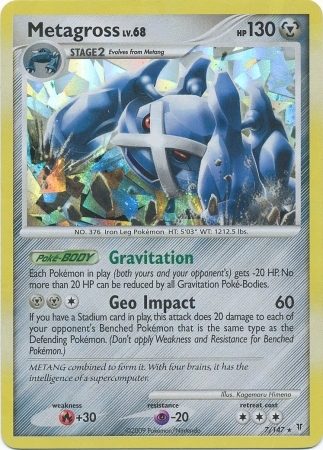 Metagross LV.68 HP 130
STAGE2 Evolves from Metang
NO. 376 Iron Leg Pokémon HT: 5'03" WT: 1212.5 lbs.
Poké-BODY Gravitation
Each Pokémon in play (both yours and your opponent's) gets -20 HP. No
more than 20 HP can be reduced by all Gravitation Poké-Bodies.
Geo Impact 60
If you have a Stadium card in play, this attack does 20 damage to each of
your opponent's Benched Pokémon that is the same type as the
Defending Pokémon. (Don't apply Weakness and Resistance for Benched
Pokémon.)
METANG combined to form it. With four brains, it has the
intelligence of a supercomputer.
Illus. Kagemaru Himeno
weakness resistance retreat cost
+30 -20
©2009 Pokémon/Nintendo 7/147